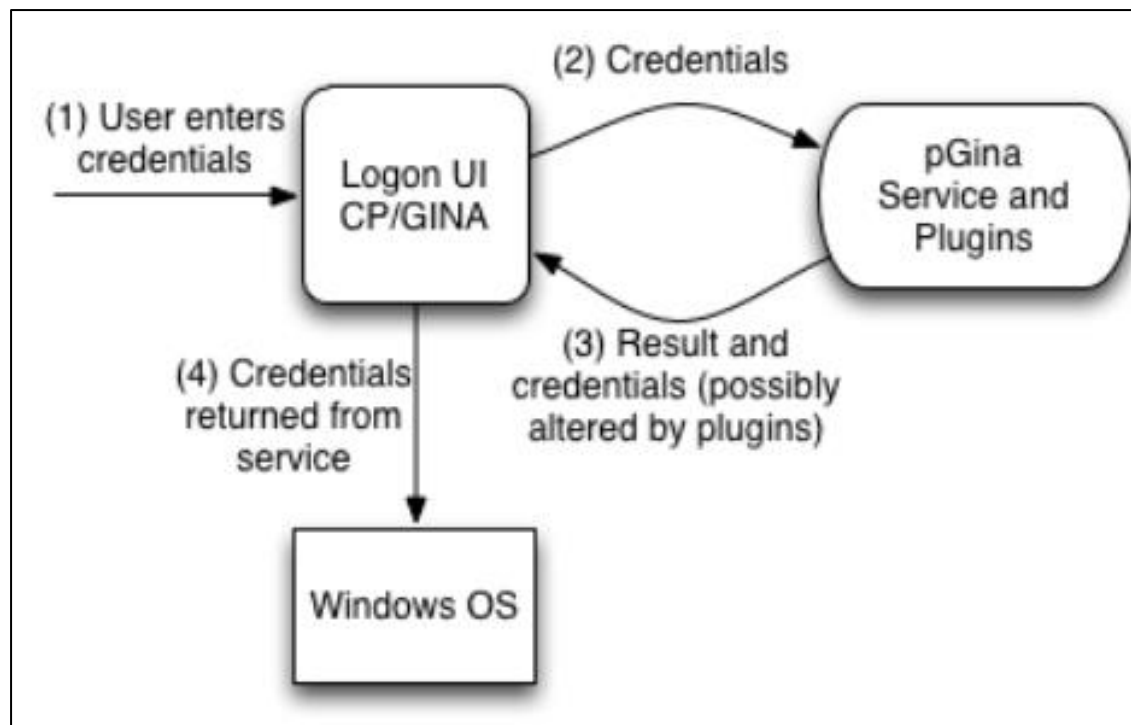 (1) User enters
credentials
Logon UI
CP/GINA
(2) Credentials
pGina
Service and
Plugins
(3) Result and
credentials (possibly
altered by plugins)
(4) Credentials
returned from
service
Windows OS